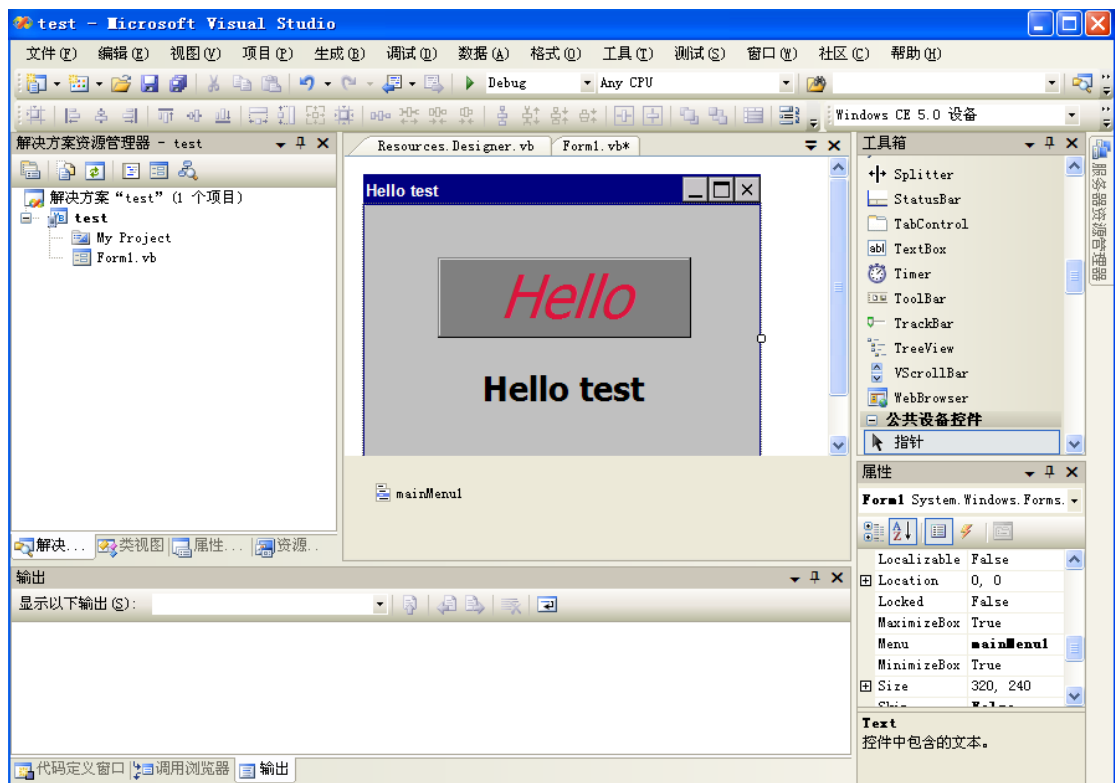 test - Microsoft Visual Studio
文件(F) 编辑(E) 视图(V) 项目(P) 生成(B) 调试(D) 数据(A) 格式(O) 工具(T) 测试(S) 窗口(W) 社区(C) 帮助(H)
Debug Any CPU
Windows CE 5.0 设备
解决方案资源管理器 - test
解决方案“test”(1 个项目)
test
My Project
Form1.vb
解决... 类视图 属性... 资源..
Resources.Designer.vb Form1.vb*
Hello test
Hello
Hello test
mainMenu1
工具箱
Splitter
StatusBar
TabControl
abl TextBox
Timer
ToolBar
TrackBar
TreeView
VScrollBar
WebBrowser
公共设备控件
指针
服务器资源管理器
属性
Form1 System.Windows.Forms.
Localizable False
Location 0, 0
Locked False
MaximizeBox True
Menu mainMenu1
MinimizeBox True
Size 320, 240
Text
控件中包含的文本。
输出
显示以下输出(S):
代码定义窗口 调用浏览器 输出